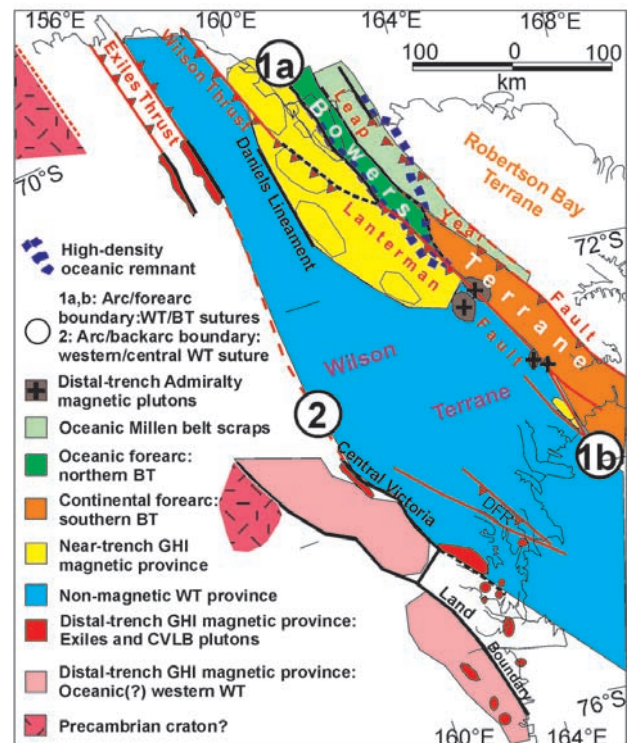 156°E
160°E
164°E
168°E
100 0 100
km
1a
Exiles Thrust
Wilson Thrust
Bowers
Leap Year Fault
Robertson Bay
Terrane
70°S
72°S
Daniels Lineament
Lanterman Fault
Terrane
Wilson
Terrane
2
1b
Central Victoria
Land
Boundary
DFR
High-density
oceanic remnant
1a,b: Arc/forearc
boundary:WT/BT sutures
2: Arc/backarc boundary:
western/central WT suture
Distal-trench Admiralty
magnetic plutons
Oceanic Millen belt scraps
Oceanic forearc:
northern BT
Continental forearc:
southern BT
Near-trench GHI
magnetic province
Non-magnetic WT province
Distal-trench GHI magnetic province:
Exiles and CVLB plutons
Distal-trench GHI magnetic province:
Oceanic(?) western WT
Precambrian craton?
76°S
160°E
164°E